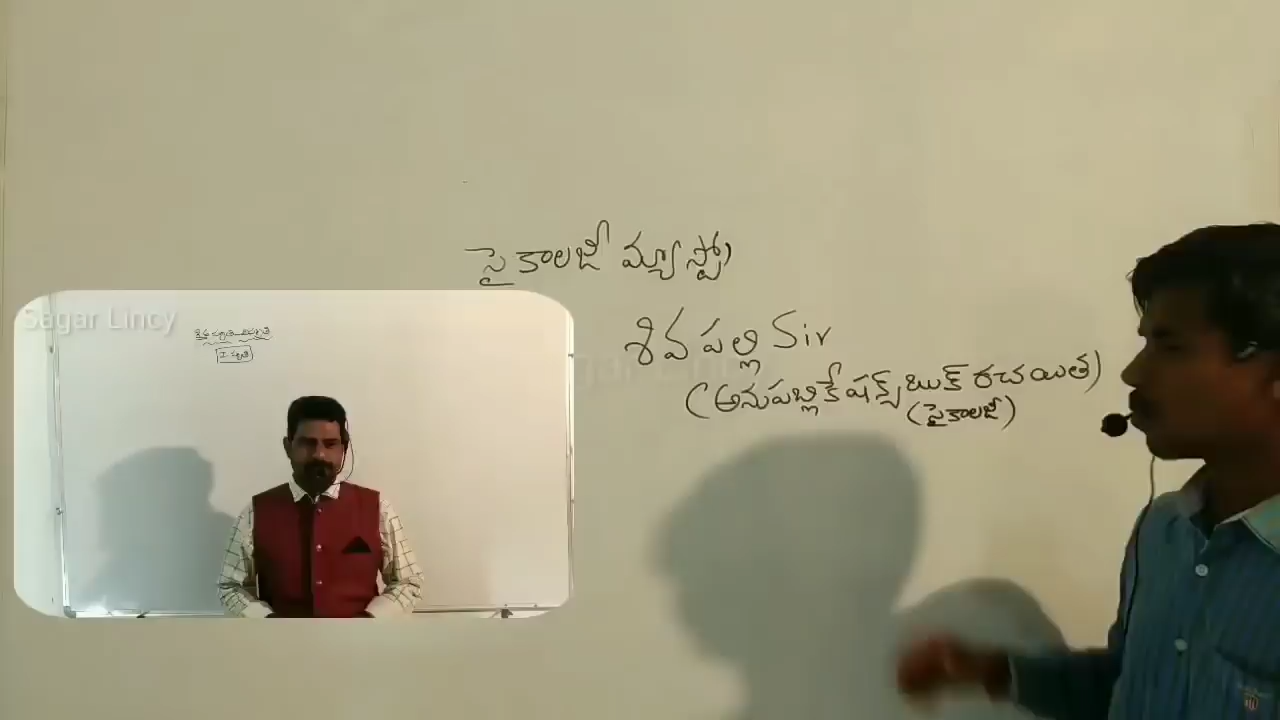 సైకాలజీ మ్యాస్ట్రో
శివపల్లి Sir
(అనుపబ్లికేషన్స్ బుక్ రచయిత)
(సైకాలజీ)
Sagar Lincy